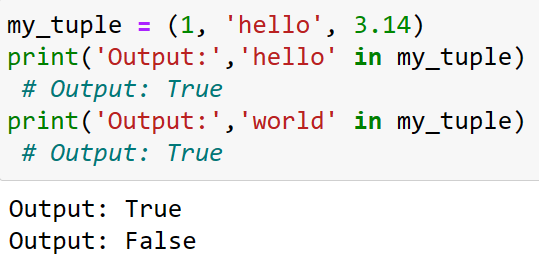 my_tuple = (1, 'hello', 3.14)
print('Output:','hello' in my_tuple)
 # Output: True
print('Output:','world' in my_tuple)
 # Output: True
Output: True
Output: False